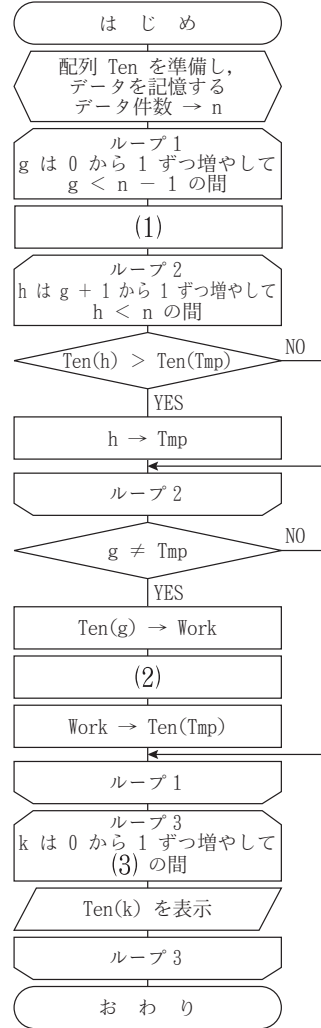 は じ め
配列 Ten を準備し,
データを記憶する
データ件数 → n
ループ1
g は 0 から 1 ずつ増やして
g < n − 1 の間
(1)
ループ2
h は g + 1 から 1 ずつ増やして
h < n の間
Ten(h) > Ten(Tmp)
NO
YES
h → Tmp
ループ2
g ≠ Tmp
NO
YES
Ten(g) → Work
(2)
Work → Ten(Tmp)
ループ1
ループ3
k は 0 から 1 ずつ増やして
(3) の間
Ten(k) を表示
ループ3
お わ り